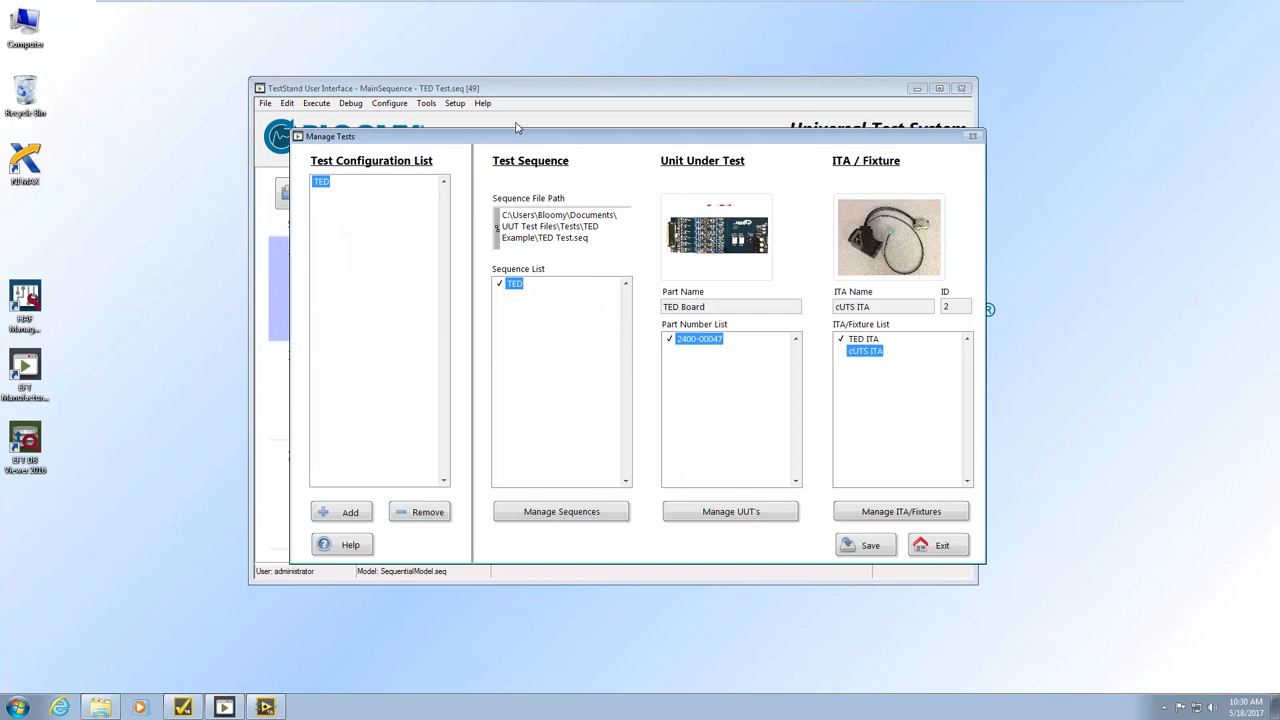 Computer
Recycle Bin
NI MAX
HAF
Manag...
EFT
Manufactur...
EFT DB
Viewer 2016
TestStand User Interface - MainSequence - TED Test.seq [49]
File Edit Execute Debug Configure Tools Setup Help
Universal Test System
Manage Tests
Test Configuration List
TED
Add
Remove
Help
Test Sequence
Sequence File Path
C:\Users\Bloomy\Documents\
UUT Test Files\Tests\TED
Example\TED Test.seq
Sequence List
✓ TED
Manage Sequences
Unit Under Test
Part Name
TED Board
Part Number List
✓ 2400-00047
Manage UUT's
ITA / Fixture
ITA Name ID
cUTS ITA 2
ITA/Fixture List
✓ TED ITA
cUTS ITA
Manage ITA/Fixtures
Save
Exit
User: administrator
Model: SequentialModel.seq
10:30 AM
5/18/2017